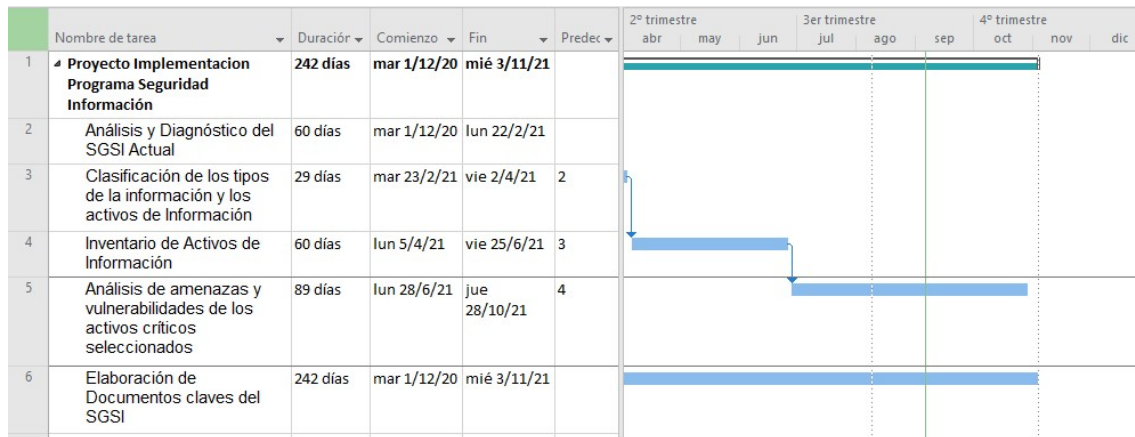 2º trimestre 3er trimestre 4º trimestre
Nombre de tarea Duración Comienzo Fin Predec abr may jun jul ago sep oct nov dic
1 Proyecto Implementacion 242 días mar 1/12/20 mié 3/11/21
Programa Seguridad
Información
2 Análisis y Diagnóstico del 60 días mar 1/12/20 lun 22/2/21
SGSI Actual
3 Clasificación de los tipos 29 días mar 23/2/21 vie 2/4/21 2
de la información y los
activos de Información
4 Inventario de Activos de 60 días lun 5/4/21 vie 25/6/21 3
Información
5 Análisis de amenazas y 89 días lun 28/6/21 jue 4
vulnerabilidades de los 28/10/21
activos críticos
seleccionados
6 Elaboración de 242 días mar 1/12/20 mié 3/11/21
Documentos claves del
SGSI